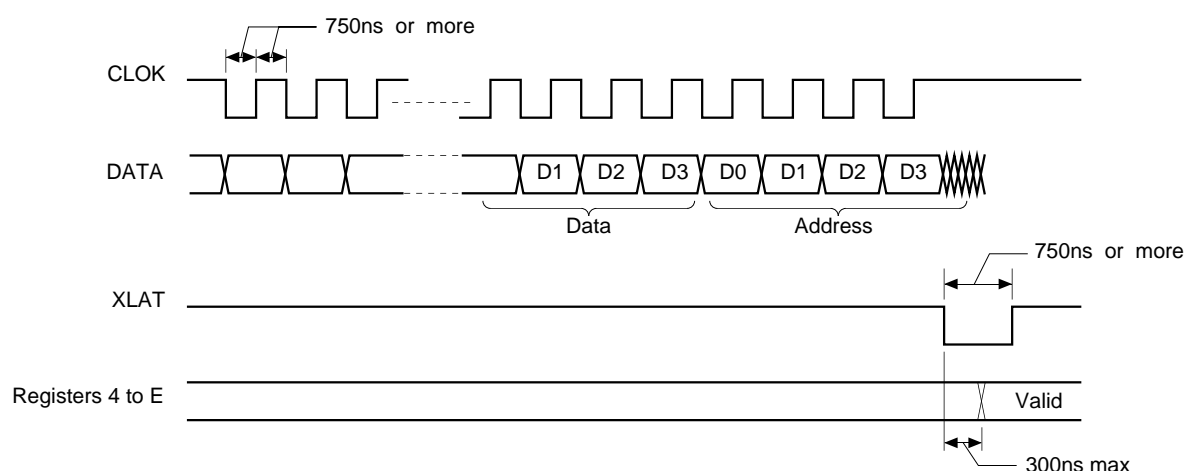 750ns or more
CLOK
DATA
D1 D2 D3 D0 D1 D2 D3
Data Address
750ns or more
XLAT
Registers 4 to E
Valid
300ns max